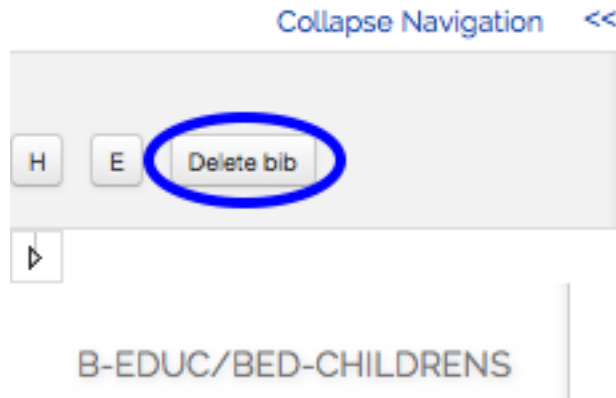 Collapse Navigation <<
H E Delete bib
B-EDUC/BED-CHILDRENS